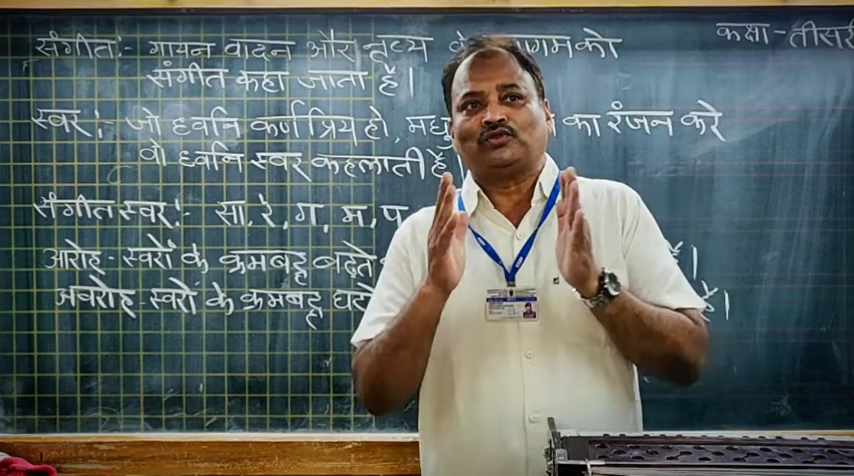 कक्षा-तीसरी
संगीत:- गायन वादन और नृत्य के गम को
संगीत कहा जाता है।
स्वर:- जो ध्वनि कर्णप्रिय हो, मधु का रंजन करे
वो ध्वनि स्वर कहलाती है
संगीत स्वर:- सा, रे, ग, म, प
आरोह - स्वरों के क्रमबद्ध बढ़ते है।
अवरोह - स्वरों के क्रमबद्ध घटते है।